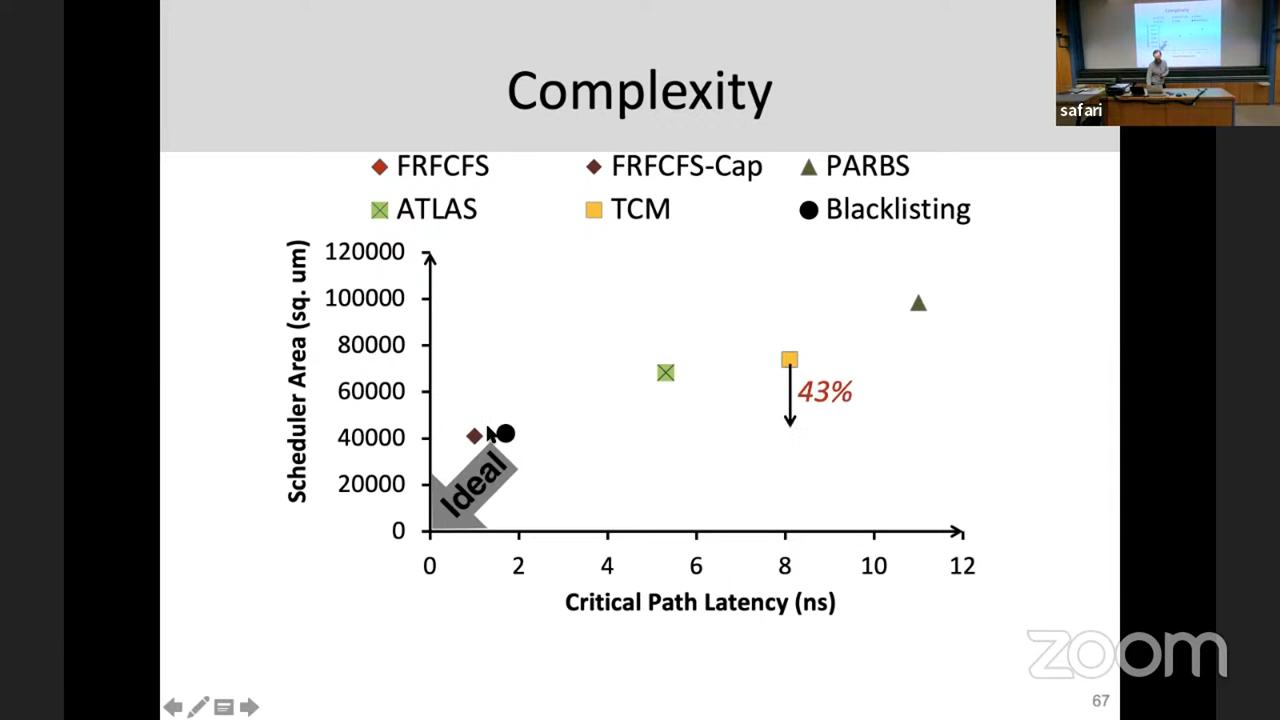 Complexity
safari
FRFCFS
FRFCFS-Cap
PARBS
ATLAS
TCM
Blacklisting
Scheduler Area (sq. um)
120000
100000
80000
60000
40000
20000
0
43%
Ideal
0 2 4 6 8 10 12
Critical Path Latency (ns)
zoom
67